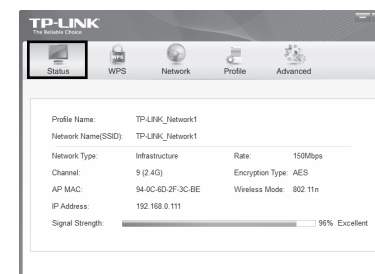 TP-LINK
The Reliable Choice
Status WPS Network Profile Advanced
Profile Name: TP-LINK_Network1
Network Name(SSID): TP-LINK_Network1
Network Type: Infrastructure Rate: 150Mbps
Channel: 9 (2.4G) Encryption Type: AES
AP MAC: 94-0C-6D-2F-3C-BE Wireless Mode: 802.11n
IP Address: 192.168.0.111
Signal Strength: 96% Excellent